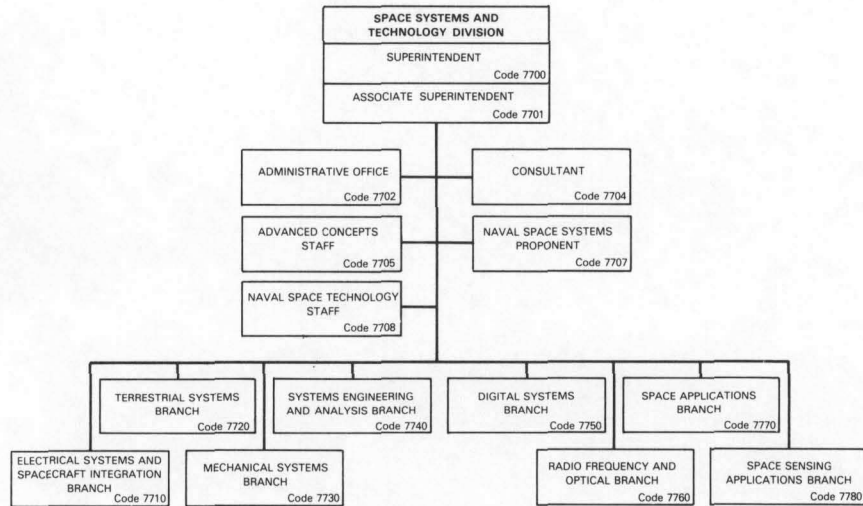 SPACE SYSTEMS AND
TECHNOLOGY DIVISION
SUPERINTENDENT
Code 7700
ASSOCIATE SUPERINTENDENT
Code 7701
ADMINISTRATIVE OFFICE
Code 7702
CONSULTANT
Code 7704
ADVANCED CONCEPTS
STAFF
Code 7705
NAVAL SPACE SYSTEMS
PROPONENT
Code 7707
NAVAL SPACE TECHNOLOGY
STAFF
Code 7708
TERRESTRIAL SYSTEMS
BRANCH
Code 7720
SYSTEMS ENGINEERING
AND ANALYSIS BRANCH
Code 7740
DIGITAL SYSTEMS
BRANCH
Code 7750
SPACE APPLICATIONS
BRANCH
Code 7770
ELECTRICAL SYSTEMS AND
SPACECRAFT INTEGRATION
BRANCH
Code 7710
MECHANICAL SYSTEMS
BRANCH
Code 7730
RADIO FREQUENCY AND
OPTICAL BRANCH
Code 7760
SPACE SENSING
APPLICATIONS BRANCH
Code 7780